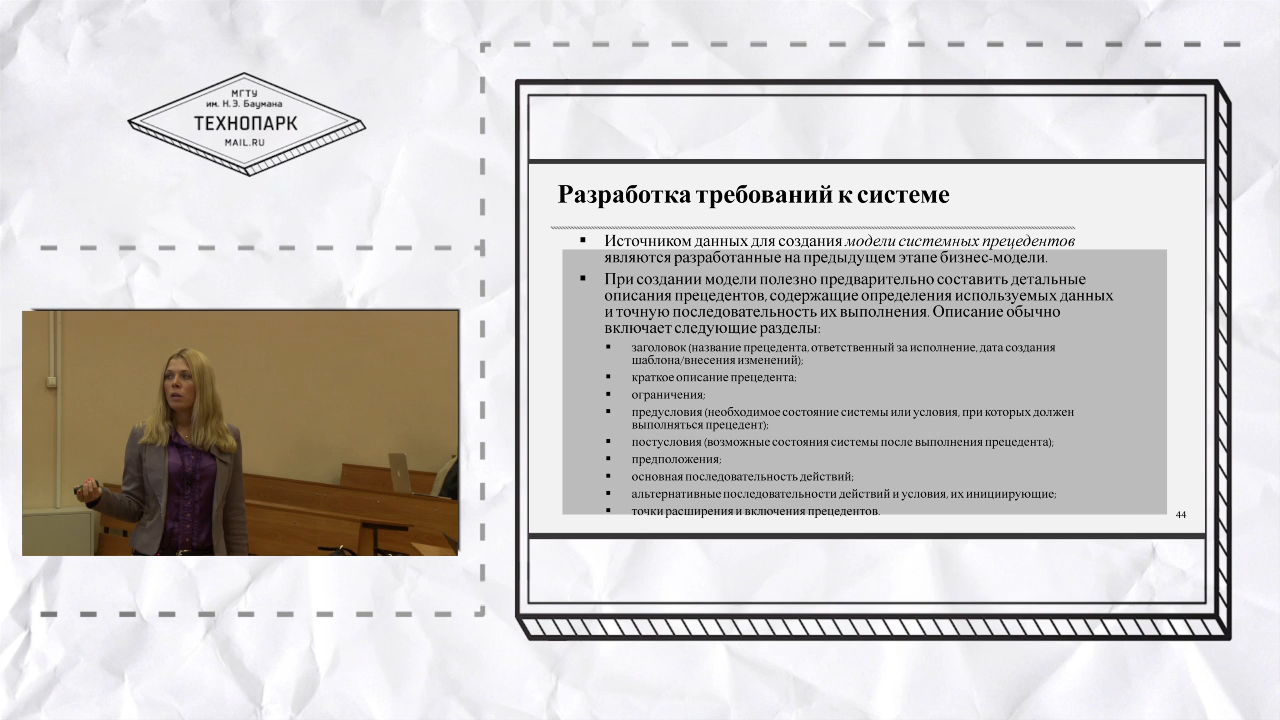 МГТУ
им. Н.Э. Баумана
ТЕХНОПАРК
MAIL.RU
Разработка требований к системе
Источником данных для создания модели системных прецедентов
являются разработанные на предыдущем этапе бизнес-модели.
При создании модели полезно предварительно составить детальные
описания прецедентов, содержащие определения используемых данных
и точную последовательность их выполнения. Описание обычно
включает следующие разделы:
заголовок (название прецедента, ответственный за исполнение, дата создания
шаблона/внесения изменений);
краткое описание прецедента;
ограничения;
предусловия (необходимое состояние системы или условия, при которых должен
выполняться прецедент);
постусловия (возможные состояния системы после выполнения прецедента);
предположения;
основная последовательность действий;
альтернативные последовательности действий и условия, их инициирующие;
точки расширения и включения прецедентов.
44